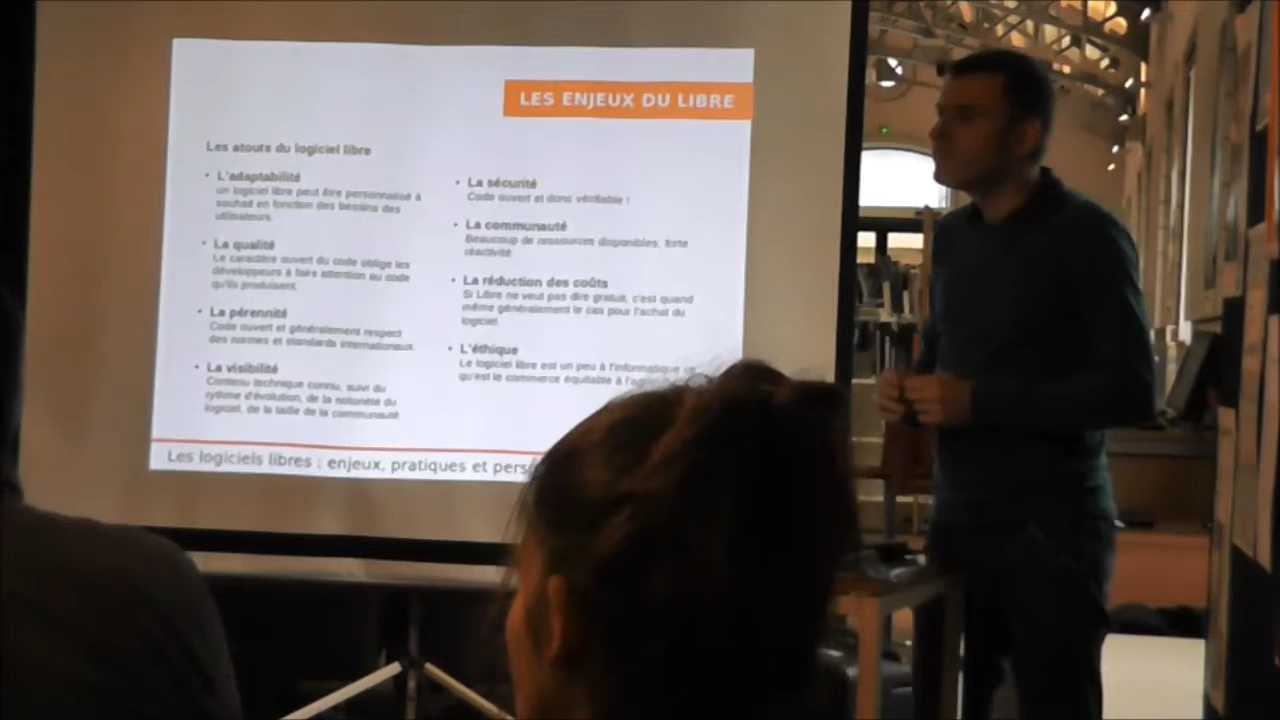 LES ENJEUX DU LIBRE
Les atouts du logiciel libre
• L'adaptabilité
un logiciel libre peut être personnalisé à
souhait en fonction des besoins des
utilisateurs.
• La qualité
Le caractère ouvert du code oblige les
développeurs à faire attention au code
qu'ils produisent.
• La pérennité
Code ouvert et généralement respect
des normes et standards internationaux.
• La visibilité
Contenu technique connu, suivi du
rythme d'évolution, de la notoriété du
logiciel, de la taille de la communauté
• La sécurité
Code ouvert et donc vérifiable !
• La communauté
Beaucoup de ressources disponibles, forte
réactivité
• La réduction des coûts
Si Libre ne veut pas dire gratuit, c'est quand
même généralement le cas pour l'achat du
logiciel.
• L'éthique
Le logiciel libre est un peu à l'informatique ce
qu'est le commerce équitable à
Les logiciels libres : enjeux, pratiques et